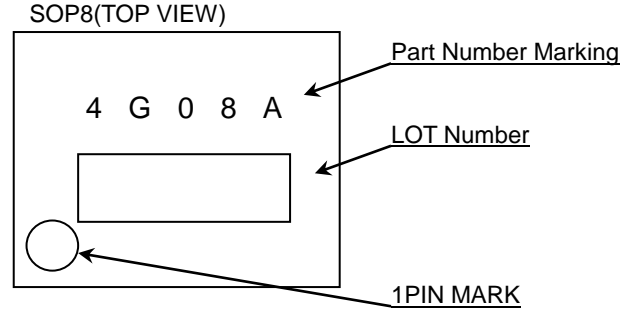 SOP8(TOP VIEW)
Part Number Marking
4 G 0 8 A
LOT Number
1PIN MARK